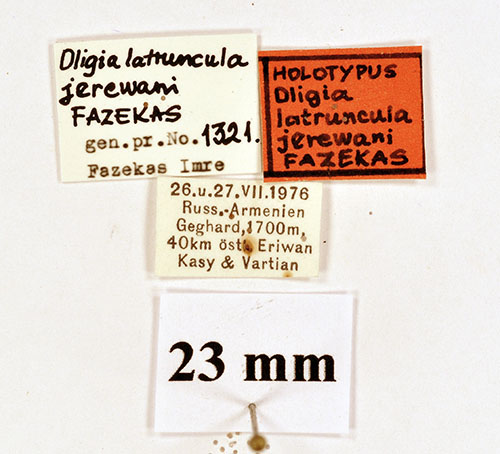 Oligia latruncula
jerewani
FAZEKAS
gen.pr.No.1321.
Fazekas Imre
HOLOTYPUS
Oligia
latruncula
jerewani
FAZEKAS
26.u.27.VII.1976
Russ.-Armenien
Geghard,1700m,
40km östl. Eriwan
Kasy & Vartian
23 mm